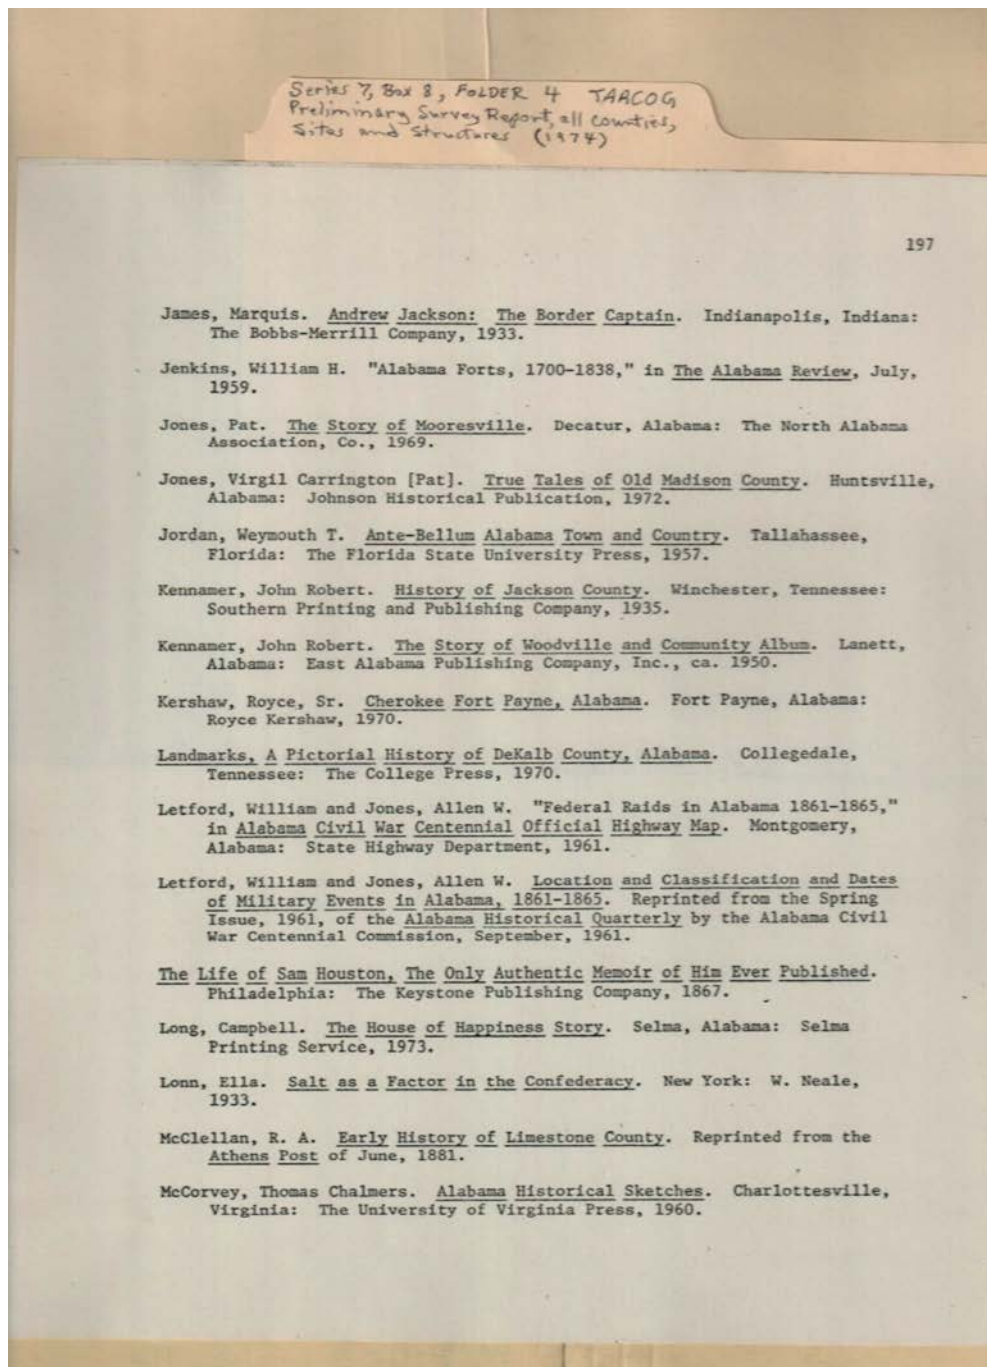 Series 7, Box 8, FOLDER 4 TARCOG
Preliminary Survey Report, all counties,
Sites and Structures (1974)
197
James, Marquis. Andrew Jackson: The Border Captain. Indianapolis, Indiana:
The Bobbs-Merrill Company, 1933.
Jenkins, William H. "Alabama Forts, 1700-1838," in The Alabama Review, July,
1959.
Jones, Pat. The Story of Mooresville. Decatur, Alabama: The North Alabama
Association, Co., 1969.
Jones, Virgil Carrington [Pat]. True Tales of Old Madison County. Huntsville,
Alabama: Johnson Historical Publication, 1972.
Jordan, Weymouth T. Ante-Bellum Alabama Town and Country. Tallahassee,
Florida: The Florida State University Press, 1957.
Kennamer, John Robert. History of Jackson County. Winchester, Tennessee:
Southern Printing and Publishing Company, 1935.
Kennamer, John Robert. The Story of Woodville and Community Album. Lanett,
Alabama: East Alabama Publishing Company, Inc., ca. 1950.
Kershaw, Royce, Sr. Cherokee Fort Payne, Alabama. Fort Payne, Alabama:
Royce Kershaw, 1970.
Landmarks, A Pictorial History of DeKalb County, Alabama. Collegedale,
Tennessee: The College Press, 1970.
Letford, William and Jones, Allen W. "Federal Raids in Alabama 1861-1865,"
in Alabama Civil War Centennial Official Highway Map. Montgomery,
Alabama: State Highway Department, 1961.
Letford, William and Jones, Allen W. Location and Classification and Dates
of Military Events in Alabama, 1861-1865. Reprinted from the Spring
Issue, 1961, of the Alabama Historical Quarterly by the Alabama Civil
War Centennial Commission, September, 1961.
The Life of Sam Houston, The Only Authentic Memoir of Him Ever Published.
Philadelphia: The Keystone Publishing Company, 1867.
Long, Campbell. The House of Happiness Story. Selma, Alabama: Selma
Printing Service, 1973.
Lonn, Ella. Salt as a Factor in the Confederacy. New York: W. Neale,
1933.
McClellan, R. A. Early History of Limestone County. Reprinted from the
Athens Post of June, 1881.
McCorvey, Thomas Chalmers. Alabama Historical Sketches. Charlottesville,
Virginia: The University of Virginia Press, 1960.